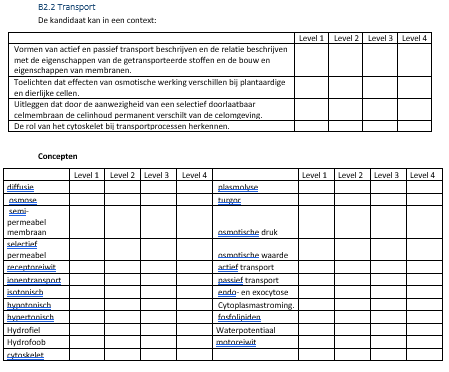 B2.2 Transport
De kandidaat kan in een context:
Level 1 Level 2 Level 3 Level 4
Vormen van actief en passief transport beschrijven en de relatie beschrijven
met de eigenschappen van de getransporteerde stoffen en de bouw en
eigenschappen van membranen.
Toelichten dat effecten van osmotische werking verschillen bij plantaardige
en dierlijke cellen.
Uitleggen dat door de aanwezigheid van een selectief doorlaatbaar
celmembraan de celinhoud permanent verschilt van de celomgeving.
De rol van het cytoskelet bij transportprocessen herkennen.
Concepten
Level 1 Level 2 Level 3 Level 4 Level 1 Level 2 Level 3 Level 4
diffusie plasmolyse
osmose turgor
semi-
permeabel
membraan osmotische druk
selectief
permeabel osmotische waarde
receptoreiwit actief transport
ionentransport passief transport
isotonisch endo- en exocytose
hypotonisch Cytoplasmastroming.
hypertonisch fosfolipiden
Hydrofiel Waterpotentiaal
Hydrofoob motoreiwit
cytoskelet